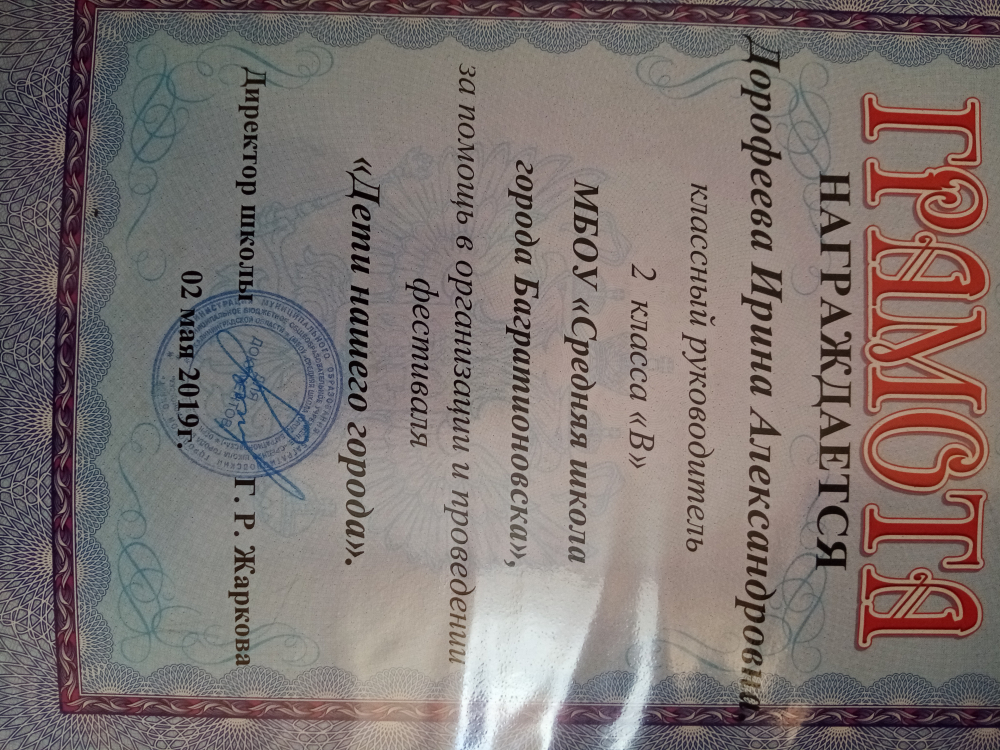 ГРАМОТА
НАГРАЖДАЕТСЯ
Дорофеева Ирина Александровна,
классный руководитель
2 класса «В»
МБОУ «Средняя школа
города Багратионовска»,
за помощь в организации и проведении
фестиваля
«Дети нашего города».
Директор школы Г. Р. Жаркова
02 мая 2019г.